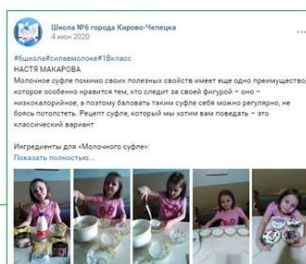 Школа №6 города Кирово-Чепецка
4 июн 2020
#6школа#силавмолоке#1Вкласс
НАСТЯ МАКАРОВА
Молочное суфле помимо своих полезных свойств имеет еще одно преимущество,
которое особенно нравится тем, кто следит за своей фигурой – оно –
низкокалорийное, а поэтому баловать таким суфле себя можно регулярно, не
боясь потолстеть. Рецепт суфле, который мы хотим вам поведать – это
классический вариант
Ингредиенты для «Молочного суфле»:
Показать полностью...